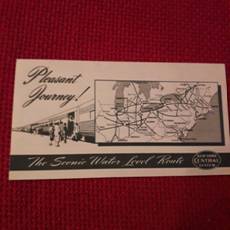 Pleasant
Journey!
The Scenic Water Level Route
NEW YORK
CENTRAL
SYSTEM